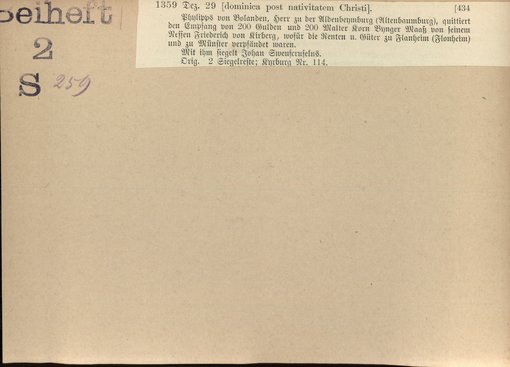 Beiheft
2
S 259
1359 Dez. 29 [dominica post nativitatem Christi]. [434
Phylipps von Bolanden, Herr zu der Aldenbeymburg (Altenbaumburg), quittiert
den Empfang von 200 Gulden und 200 Malter Korn Bynger Maaß von seinem
Neffen Friederich von Kirberg, wofür die Renten u. Güter zu Flanheim (Flonheim)
und zu Münster verpfändet waren.
Mit ihm siegelt Johan
Orig. 2 Siegelreste; Kyrburg Nr. 114.